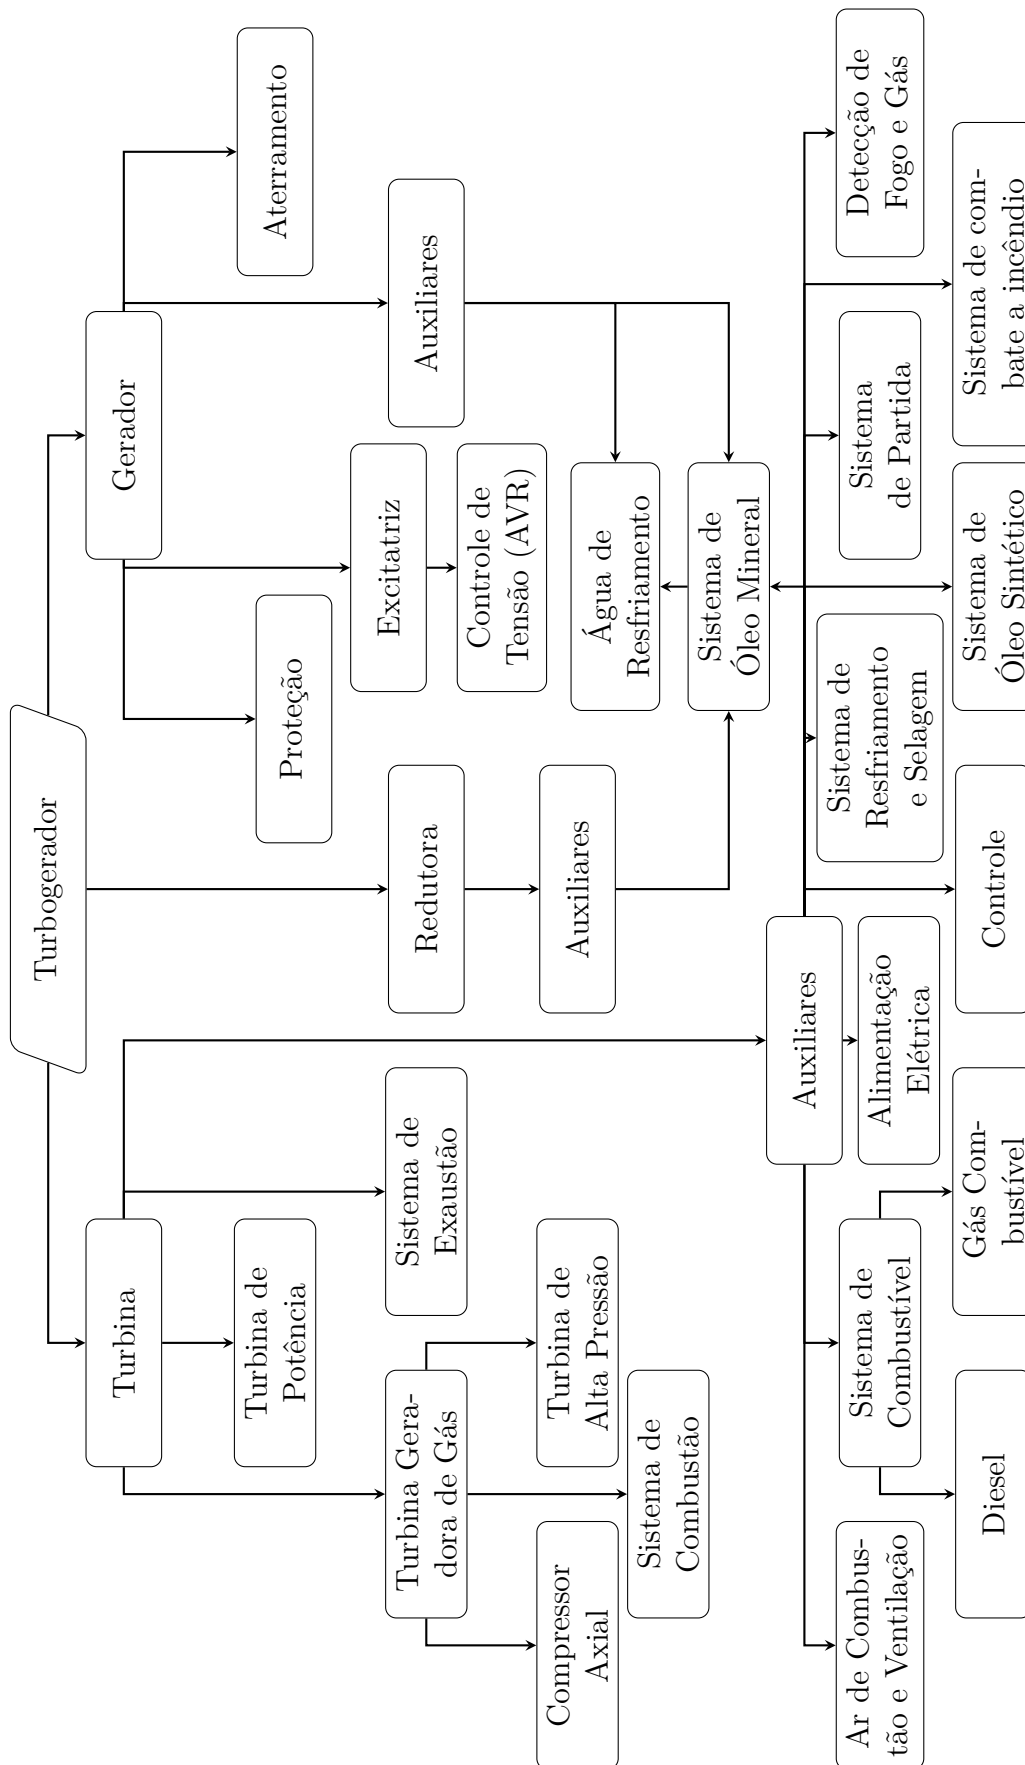 Turbogerador
Turbina
Gerador
Turbina de
Potência
Aterramento
Proteção
Turbina Gera-
dora de Gás
Sistema de
Exaustão
Redutora
Excitatriz
Auxiliares
Controle de
Tensão (AVR)
Compressor
Axial
Turbina de
Alta Pressão
Auxiliares
Água de
Resfriamento
Sistema de
Combustão
Sistema de
Óleo Mineral
Auxiliares
Ar de Combus-
tão e Ventilação
Sistema de
Combustível
Alimentação
Elétrica
Sistema de
Resfriamento
e Selagem
Sistema
de Partida
Detecção de
Fogo e Gás
Diesel
Gás Com-
bustível
Controle
Sistema de
Óleo Sintético
Sistema de com-
bate a incêndio